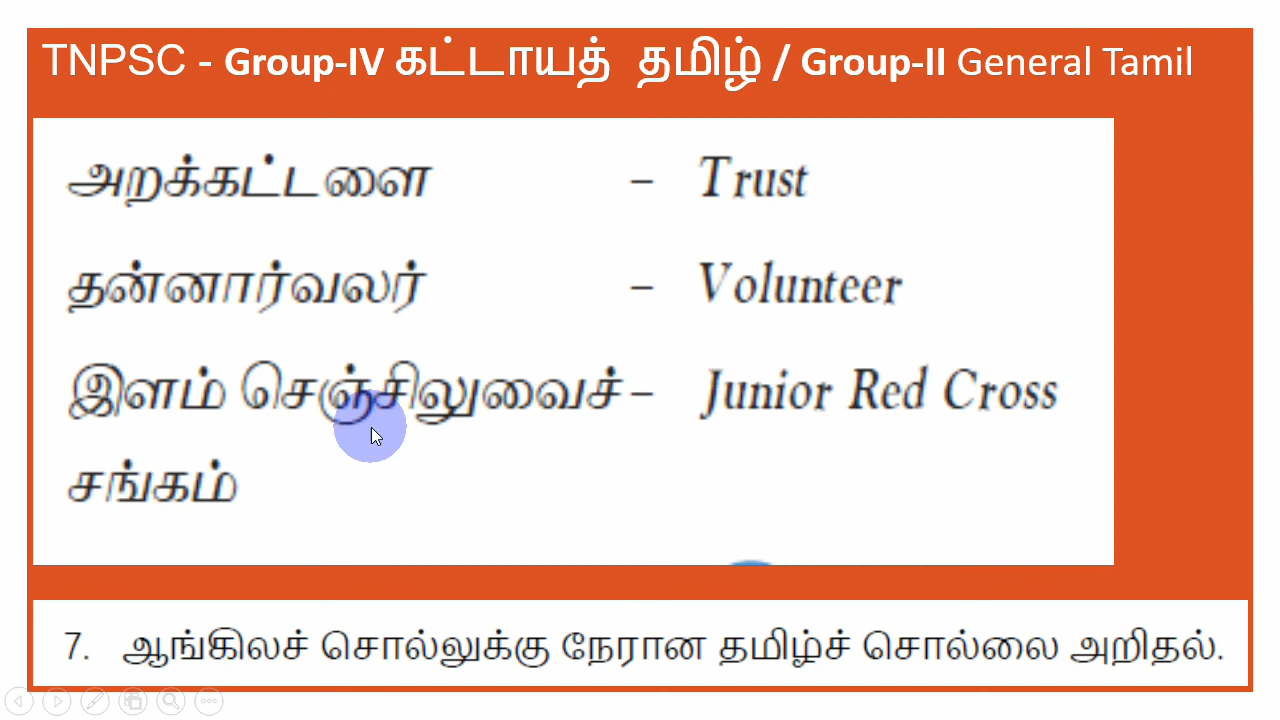 TNPSC - Group-IV கட்டாயத் தமிழ் / Group-II General Tamil
அறக்கட்டளை – Trust
தன்னார்வலர் – Volunteer
இளம் செஞ்சிலுவைச் – Junior Red Cross
சங்கம்
7. ஆங்கிலச் சொல்லுக்கு நேரான தமிழ்ச் சொல்லை அறிதல்.